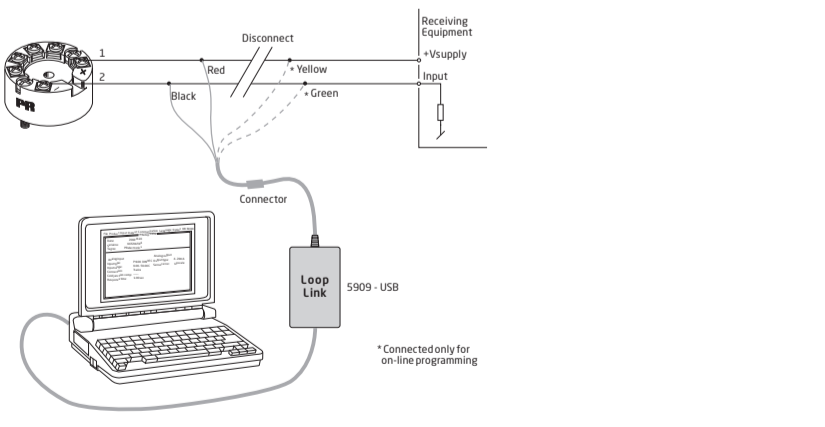 Receiving
Equipment
Disconnect
1
+Vsupply
Red
* Yellow
2
Input
Black
* Green
PR
Connector
Loop
Link
5909 - USB
* Connected only for
on-line programming